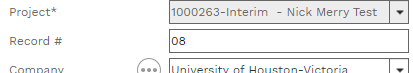 Project* 1000263-Interim - Nick Merry Test
Record # 08
Company University of Houston-Victoria